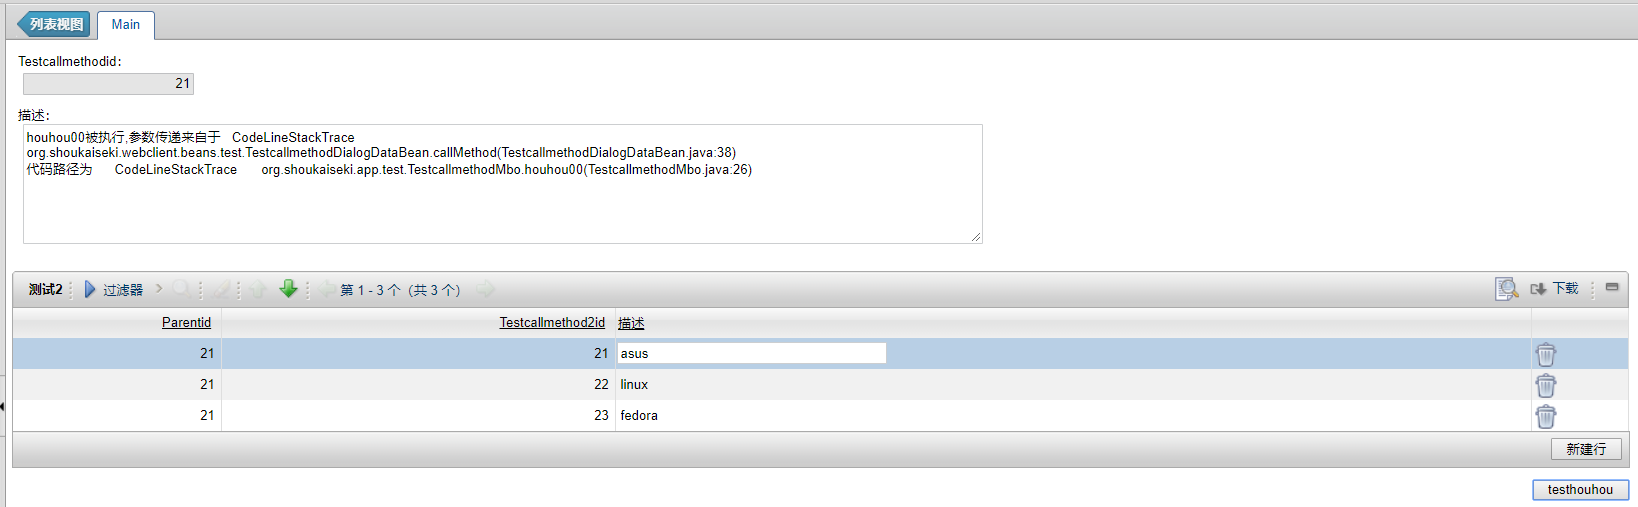 列表视图 Main
Testcallmethodid:
21
描述:
houhou00被执行,参数传递来自于 CodeLineStackTrace
org.shoukaiseki.webclient.beans.test.TestcallmethodDialogDataBean.callMethod(TestcallmethodDialogDataBean.java:38)
代码路径为 CodeLineStackTrace org.shoukaiseki.app.test.TestcallmethodMbo.houhou00(TestcallmethodMbo.java:26)
测试2 过滤器 第 1 - 3 个 (共 3 个) 下载
Parentid Testcallmethod2id 描述
21 21 asus
21 22 linux
21 23 fedora
新建行
testhouhou